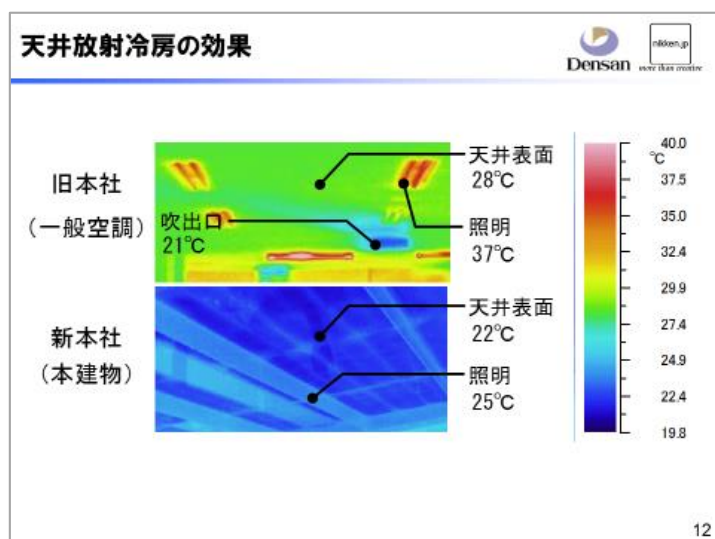 天井放射冷房の効果
Densan
nikken.jp
more than creative
旧本社
(一般空調)
天井表面
28℃
吹出口
21℃
照明
37℃
新本社
(本建物)
天井表面
22℃
照明
25℃
40.0
℃
37.5
35.0
32.4
29.9
27.4
24.9
22.4
19.8
12